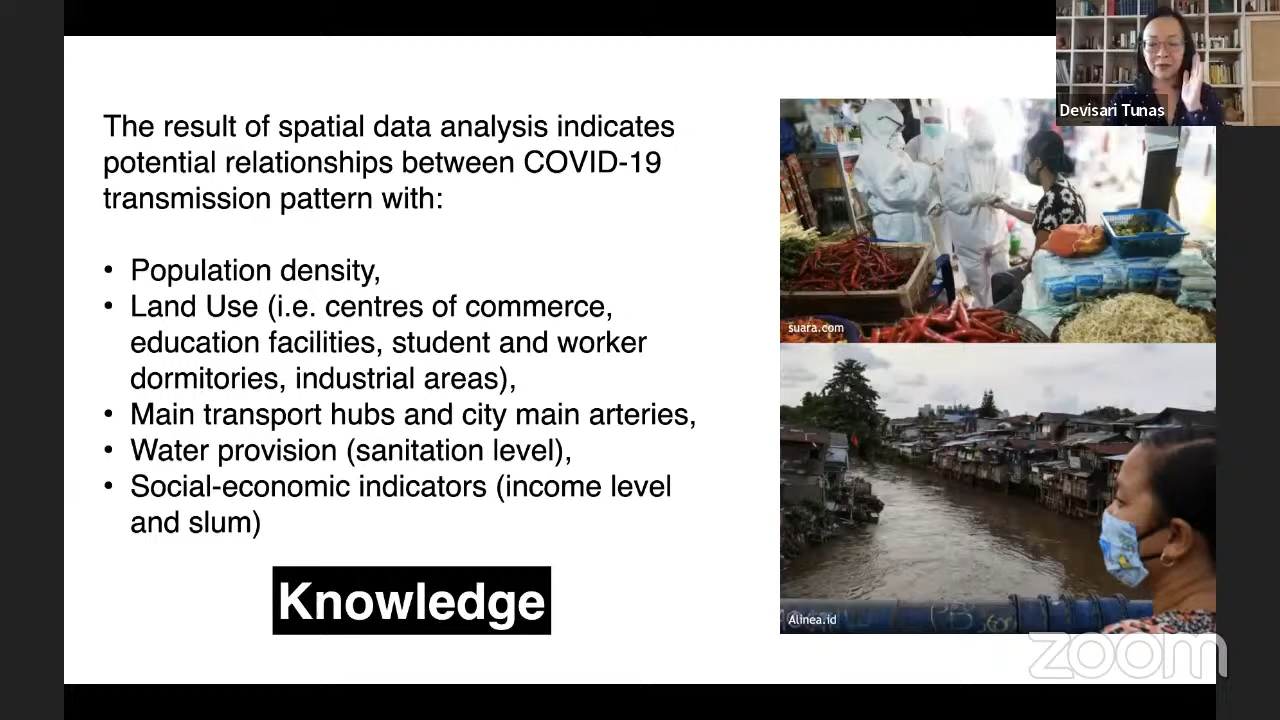 Devisari Tunas
The result of spatial data analysis indicates
potential relationships between COVID-19
transmission pattern with:
• Population density,
• Land Use (i.e. centres of commerce,
education facilities, student and worker
dormitories, industrial areas),
• Main transport hubs and city main arteries,
• Water provision (sanitation level),
• Social-economic indicators (income level
and slum)
Knowledge
suara.com
Alinea.id
zoom